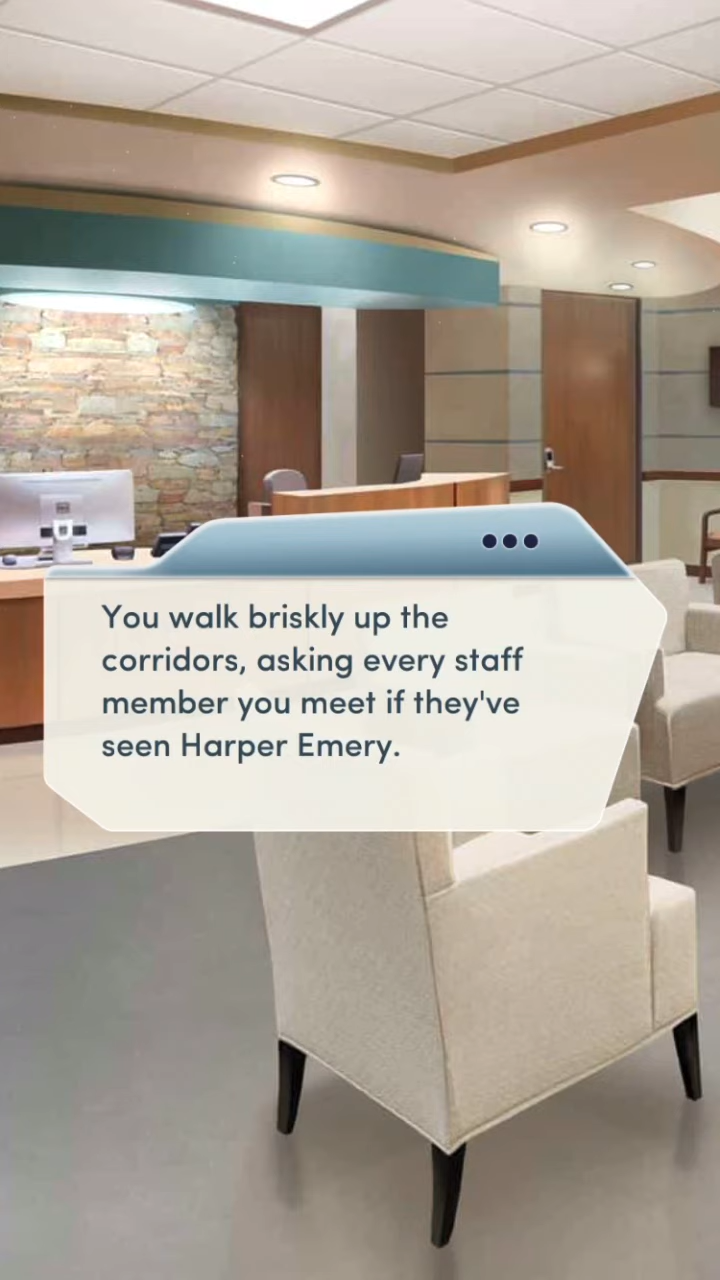 You walk briskly up the
corridors, asking every staff
member you meet if they've
seen Harper Emery.